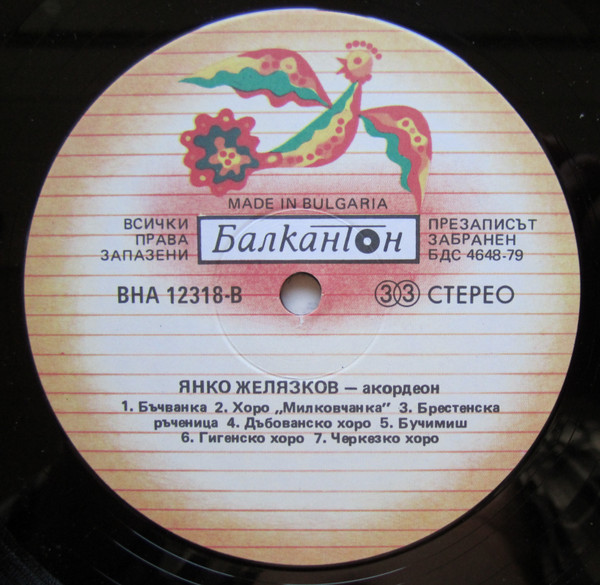 MADE IN BULGARIA
ВСИЧКИ
ПРАВА
ЗАПАЗЕНИ
Балкантон
ПРЕЗАПИСЪТ
ЗАБРАНЕН
БДС 4648-79
ВНА 12318-В
33 СТЕРЕО
ЯНКО ЖЕЛЯЗКОВ — акордеон
1. Бъчванка 2. Хоро „Милковчанка" 3. Брестенска
ръченица 4. Дъбованско хоро 5. Бучимиш
6. Гигенско хоро 7. Черкезко хоро